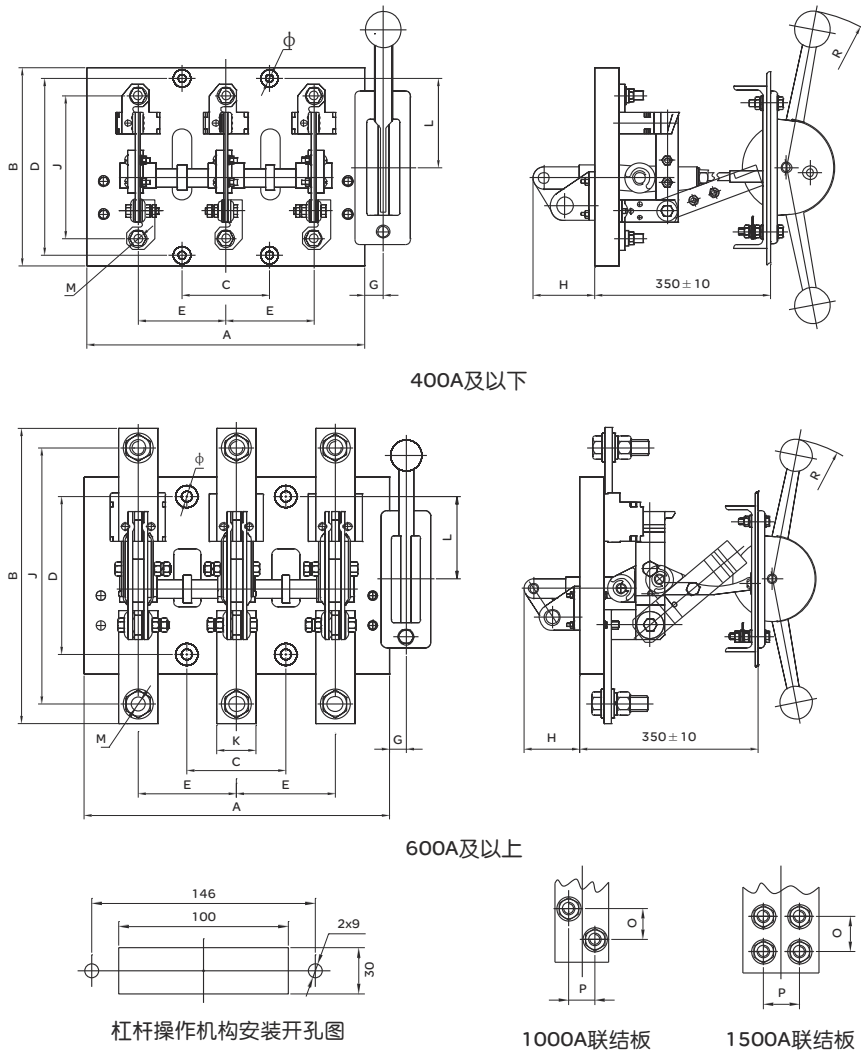 ϕ
R
B
D
J
L
M
C
G
H
350±10
E
E
A
400A及以下
ϕ
R
B
J
D
L
M
K
G
H
350±10
C
E
E
A
600A及以上
146
100
2x9
30
O
O
P
P
杠杆操作机构安装开孔图
1000A联结板
1500A联结板